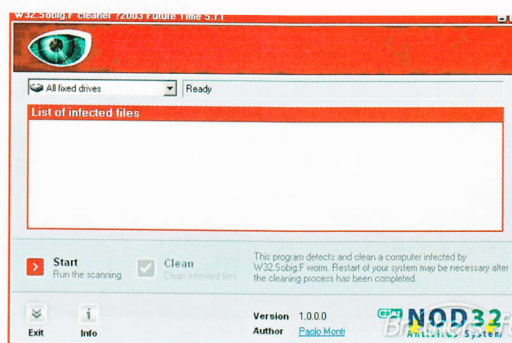 W32.Sobig.F cleaner ?2003 Future Time S.r.l
All fixed drives
Ready
List of infected files
Start
Run the scanning
Clean
Clean infected files
This program detects and clean a computer infected by
W32.Sobig.F worm. Restart of your system may be necessary after
the cleaning process has been completed.
Exit
Info
Version 1.0.0.0
Author Paolo Monti
eset NOD32
Antivirus System